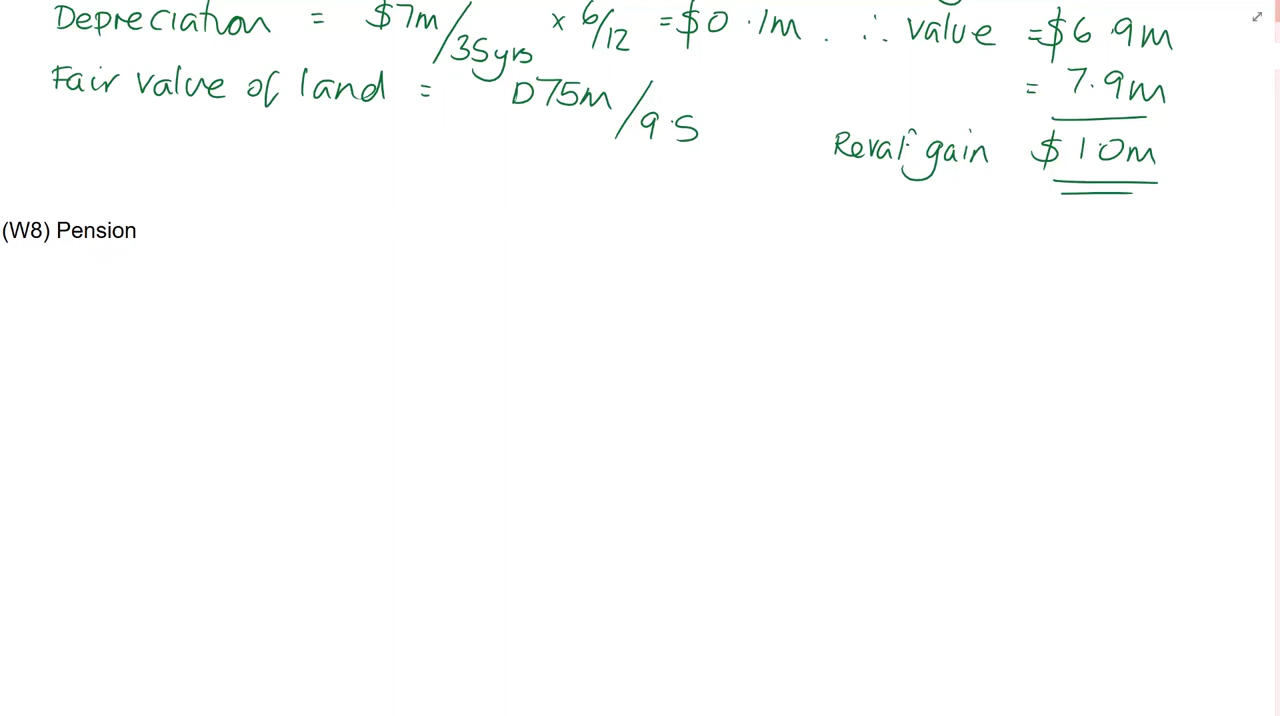 Depreciation = $7m/35yrs x 6/12 = $0.1m. ∴ value = $6.9m
Fair value of land = D75m/9.5 = 7.9m
Reval^n gain $1.0m
(W8) Pension